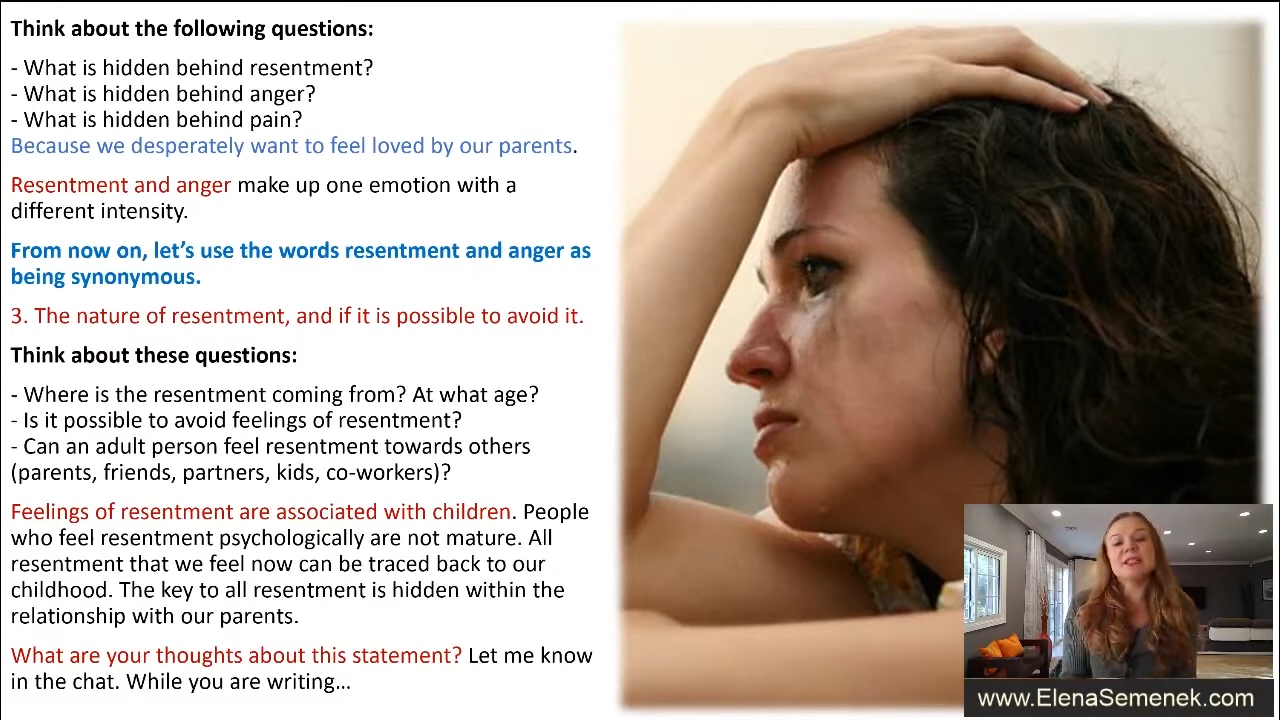 Think about the following questions:
- What is hidden behind resentment?
- What is hidden behind anger?
- What is hidden behind pain?
Because we desperately want to feel loved by our parents.
Resentment and anger make up one emotion with a
different intensity.
From now on, let’s use the words resentment and anger as
being synonymous.
3. The nature of resentment, and if it is possible to avoid it.
Think about these questions:
- Where is the resentment coming from? At what age?
- Is it possible to avoid feelings of resentment?
- Can an adult person feel resentment towards others
(parents, friends, partners, kids, co-workers)?
Feelings of resentment are associated with children. People
who feel resentment psychologically are not mature. All
resentment that we feel now can be traced back to our
childhood. The key to all resentment is hidden within the
relationship with our parents.
What are your thoughts about this statement? Let me know
in the chat. While you are writing…
www.ElenaSemenek.com